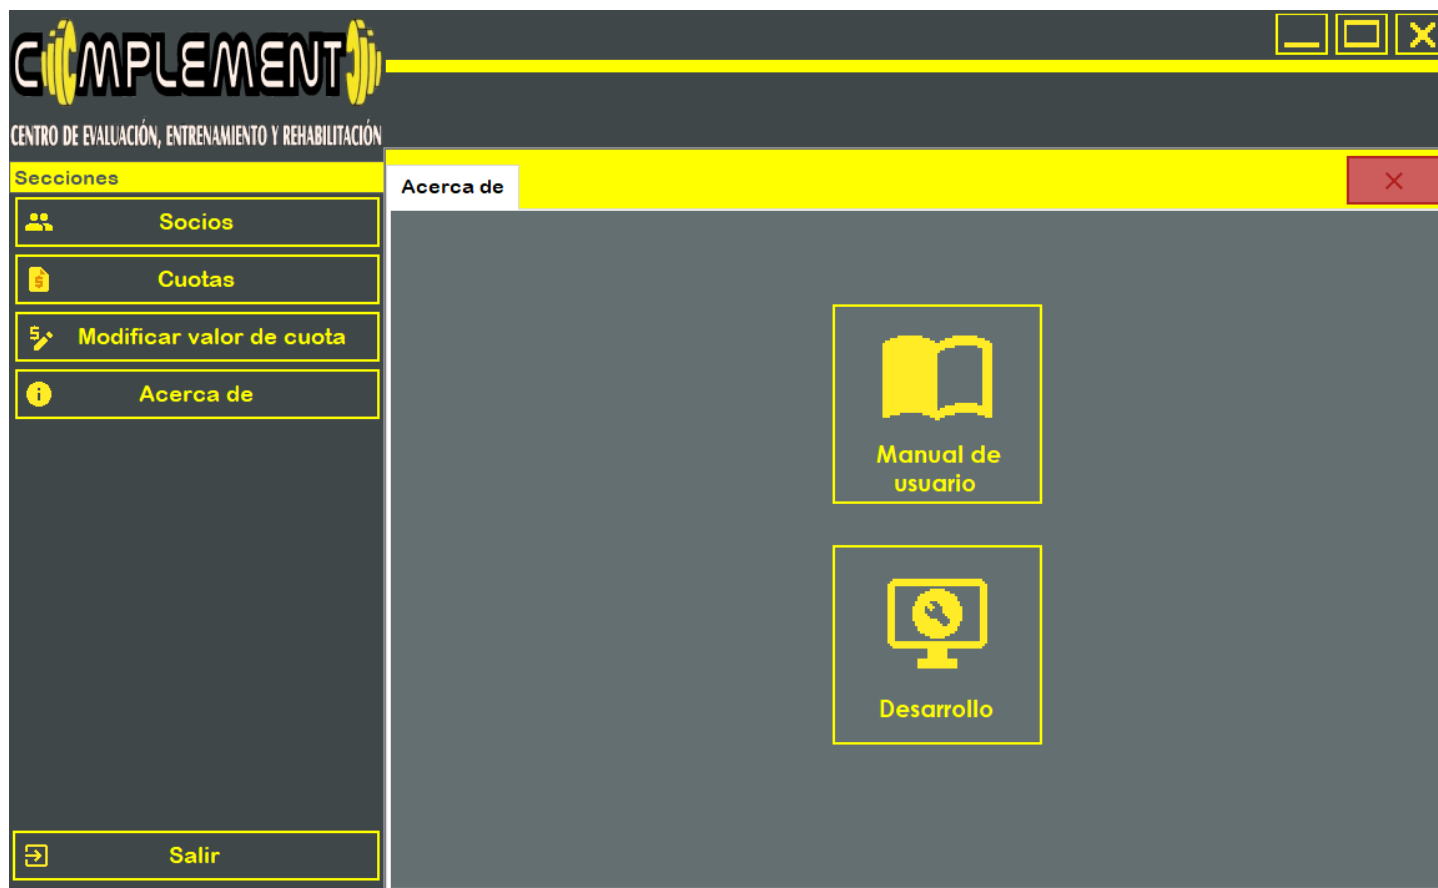 COMPLEMENTO
CENTRO DE EVALUACIÓN, ENTRENAMIENTO Y REHABILITACIÓN
Secciones
Socios
Cuotas
Modificar valor de cuota
Acerca de
Salir
Acerca de
Manual de
usuario
Desarrollo